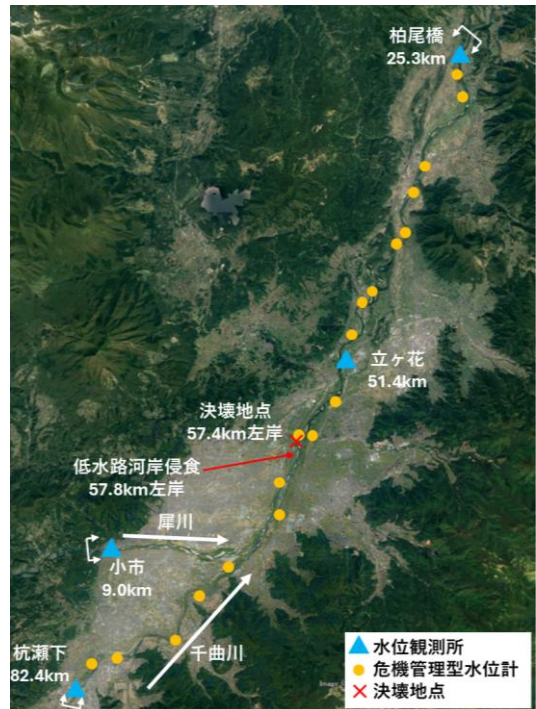 柏尾橋
25.3km
立ヶ花
51.4km
決壊地点
57.4km左岸
低水路河岸侵食
57.8km左岸
犀川
小市
9.0km
杭瀬下
82.4km
千曲川
水位観測所
危機管理型水位計
決壊地点